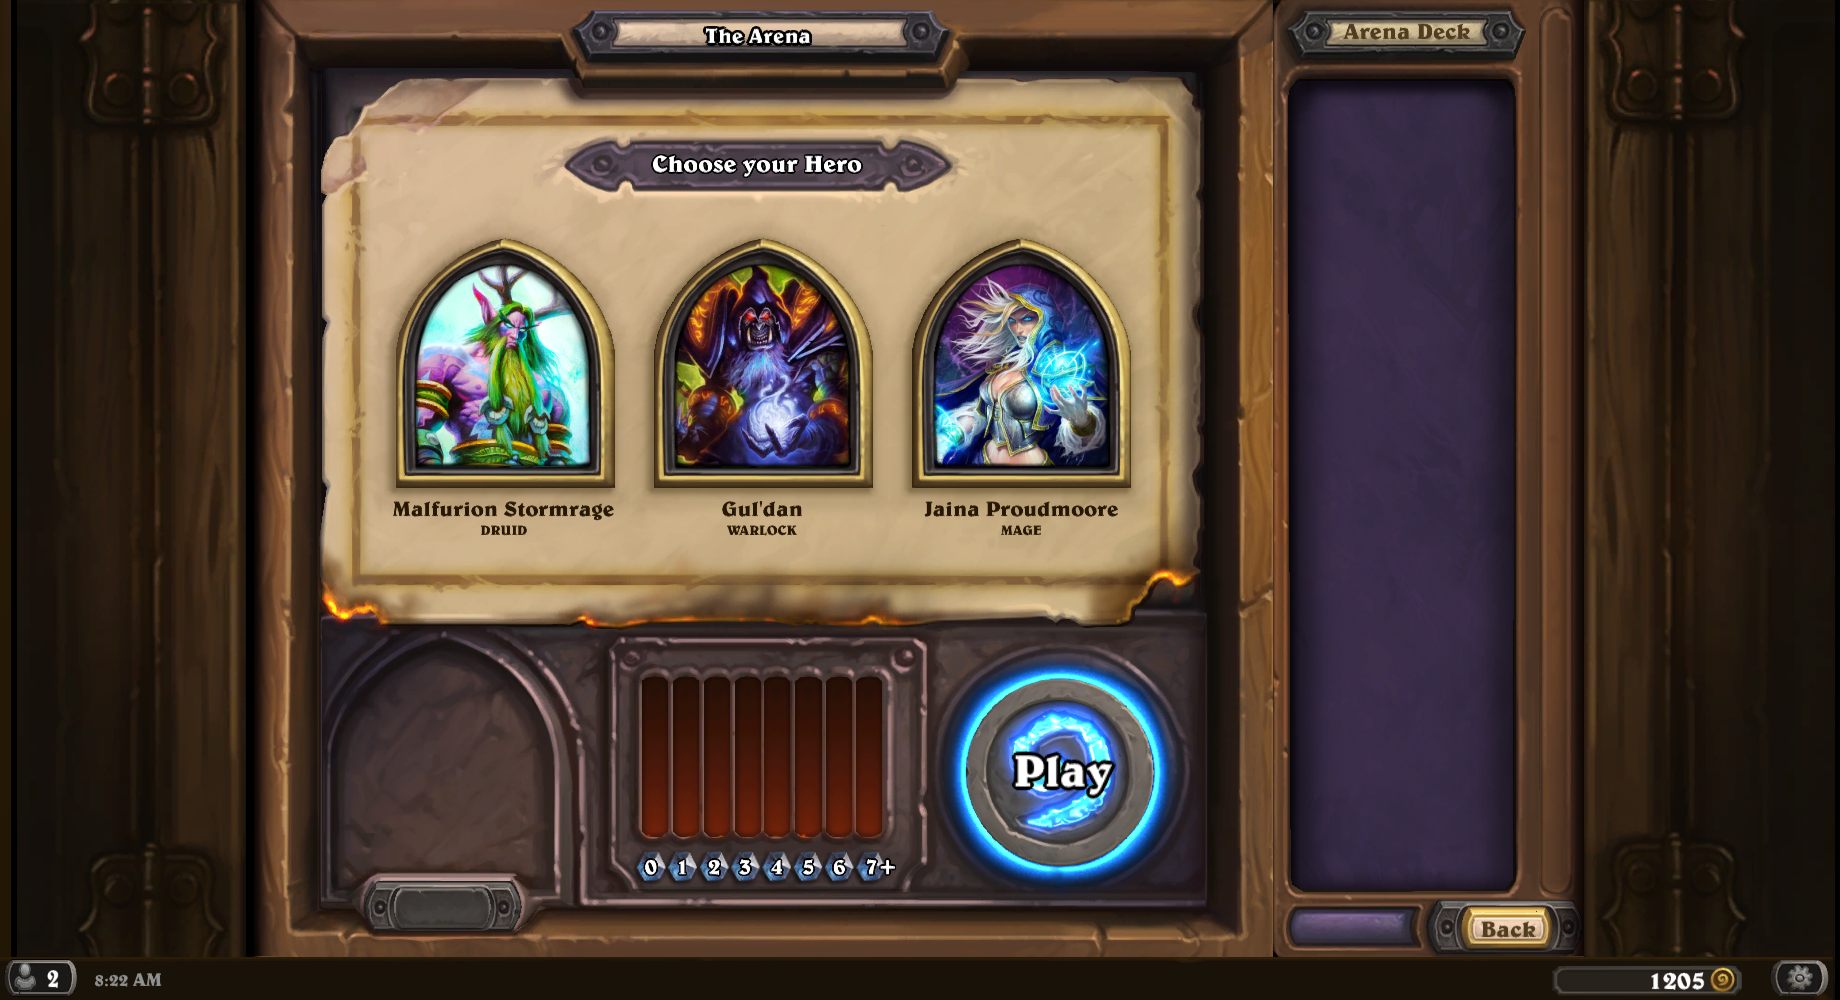 The Arena
Arena Deck
Choose your Hero
Malfurion Stormrage
DRUID
Gul'dan
WARLOCK
Jaina Proudmoore
MAGE
Play
0 1 2 3 4 5 6 7+
Back
2
8:22 AM
1205